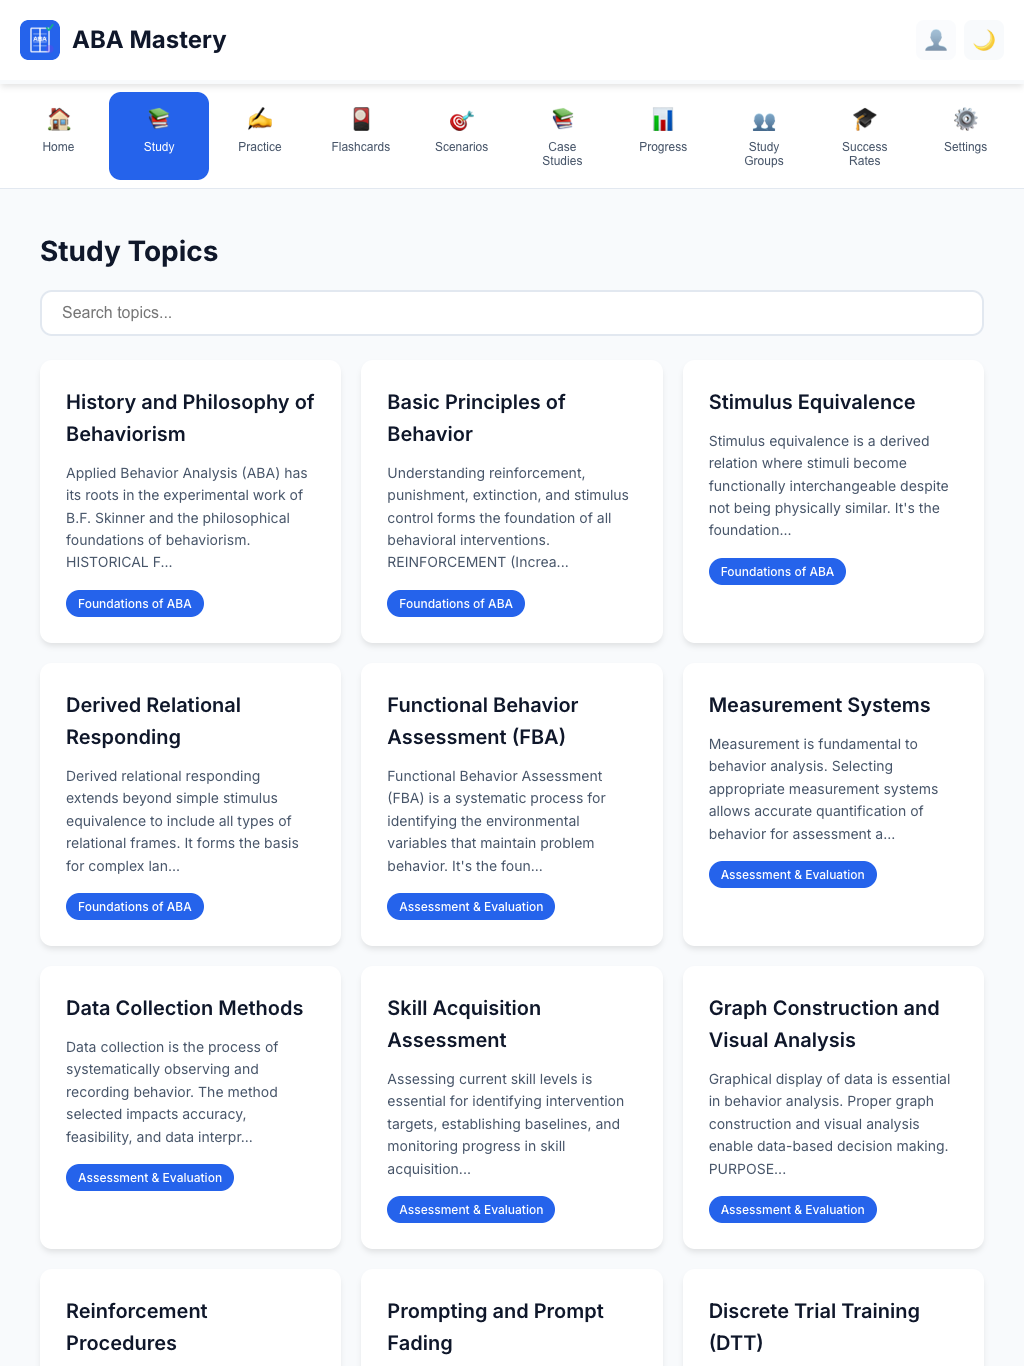 ABA
ABA Mastery
Home
Study
Practice
Flashcards
Scenarios
Case
Studies
Progress
Study
Groups
Success
Rates
Settings
Study Topics
Search topics...
History and Philosophy of
Behaviorism
Applied Behavior Analysis (ABA) has
its roots in the experimental work of
B.F. Skinner and the philosophical
foundations of behaviorism.
HISTORICAL F...
Foundations of ABA
Basic Principles of
Behavior
Understanding reinforcement,
punishment, extinction, and stimulus
control forms the foundation of all
behavioral interventions.
REINFORCEMENT (Increa...
Foundations of ABA
Stimulus Equivalence
Stimulus equivalence is a derived
relation where stimuli become
functionally interchangeable despite
not being physically similar. It's the
foundation...
Foundations of ABA
Derived Relational
Responding
Derived relational responding
extends beyond simple stimulus
equivalence to include all types of
relational frames. It forms the basis
for complex lan...
Foundations of ABA
Functional Behavior
Assessment (FBA)
Functional Behavior Assessment
(FBA) is a systematic process for
identifying the environmental
variables that maintain problem
behavior. It's the foun...
Assessment & Evaluation
Measurement Systems
Measurement is fundamental to
behavior analysis. Selecting
appropriate measurement systems
allows accurate quantification of
behavior for assessment a...
Assessment & Evaluation
Data Collection Methods
Data collection is the process of
systematically observing and
recording behavior. The method
selected impacts accuracy,
feasibility, and data interpr...
Assessment & Evaluation
Skill Acquisition
Assessment
Assessing current skill levels is
essential for identifying intervention
targets, establishing baselines, and
monitoring progress in skill
acquisition...
Assessment & Evaluation
Graph Construction and
Visual Analysis
Graphical display of data is essential
in behavior analysis. Proper graph
construction and visual analysis
enable data-based decision making.
PURPOSE...
Assessment & Evaluation
Reinforcement
Procedures
Prompting and Prompt
Fading
Discrete Trial Training
(DTT)